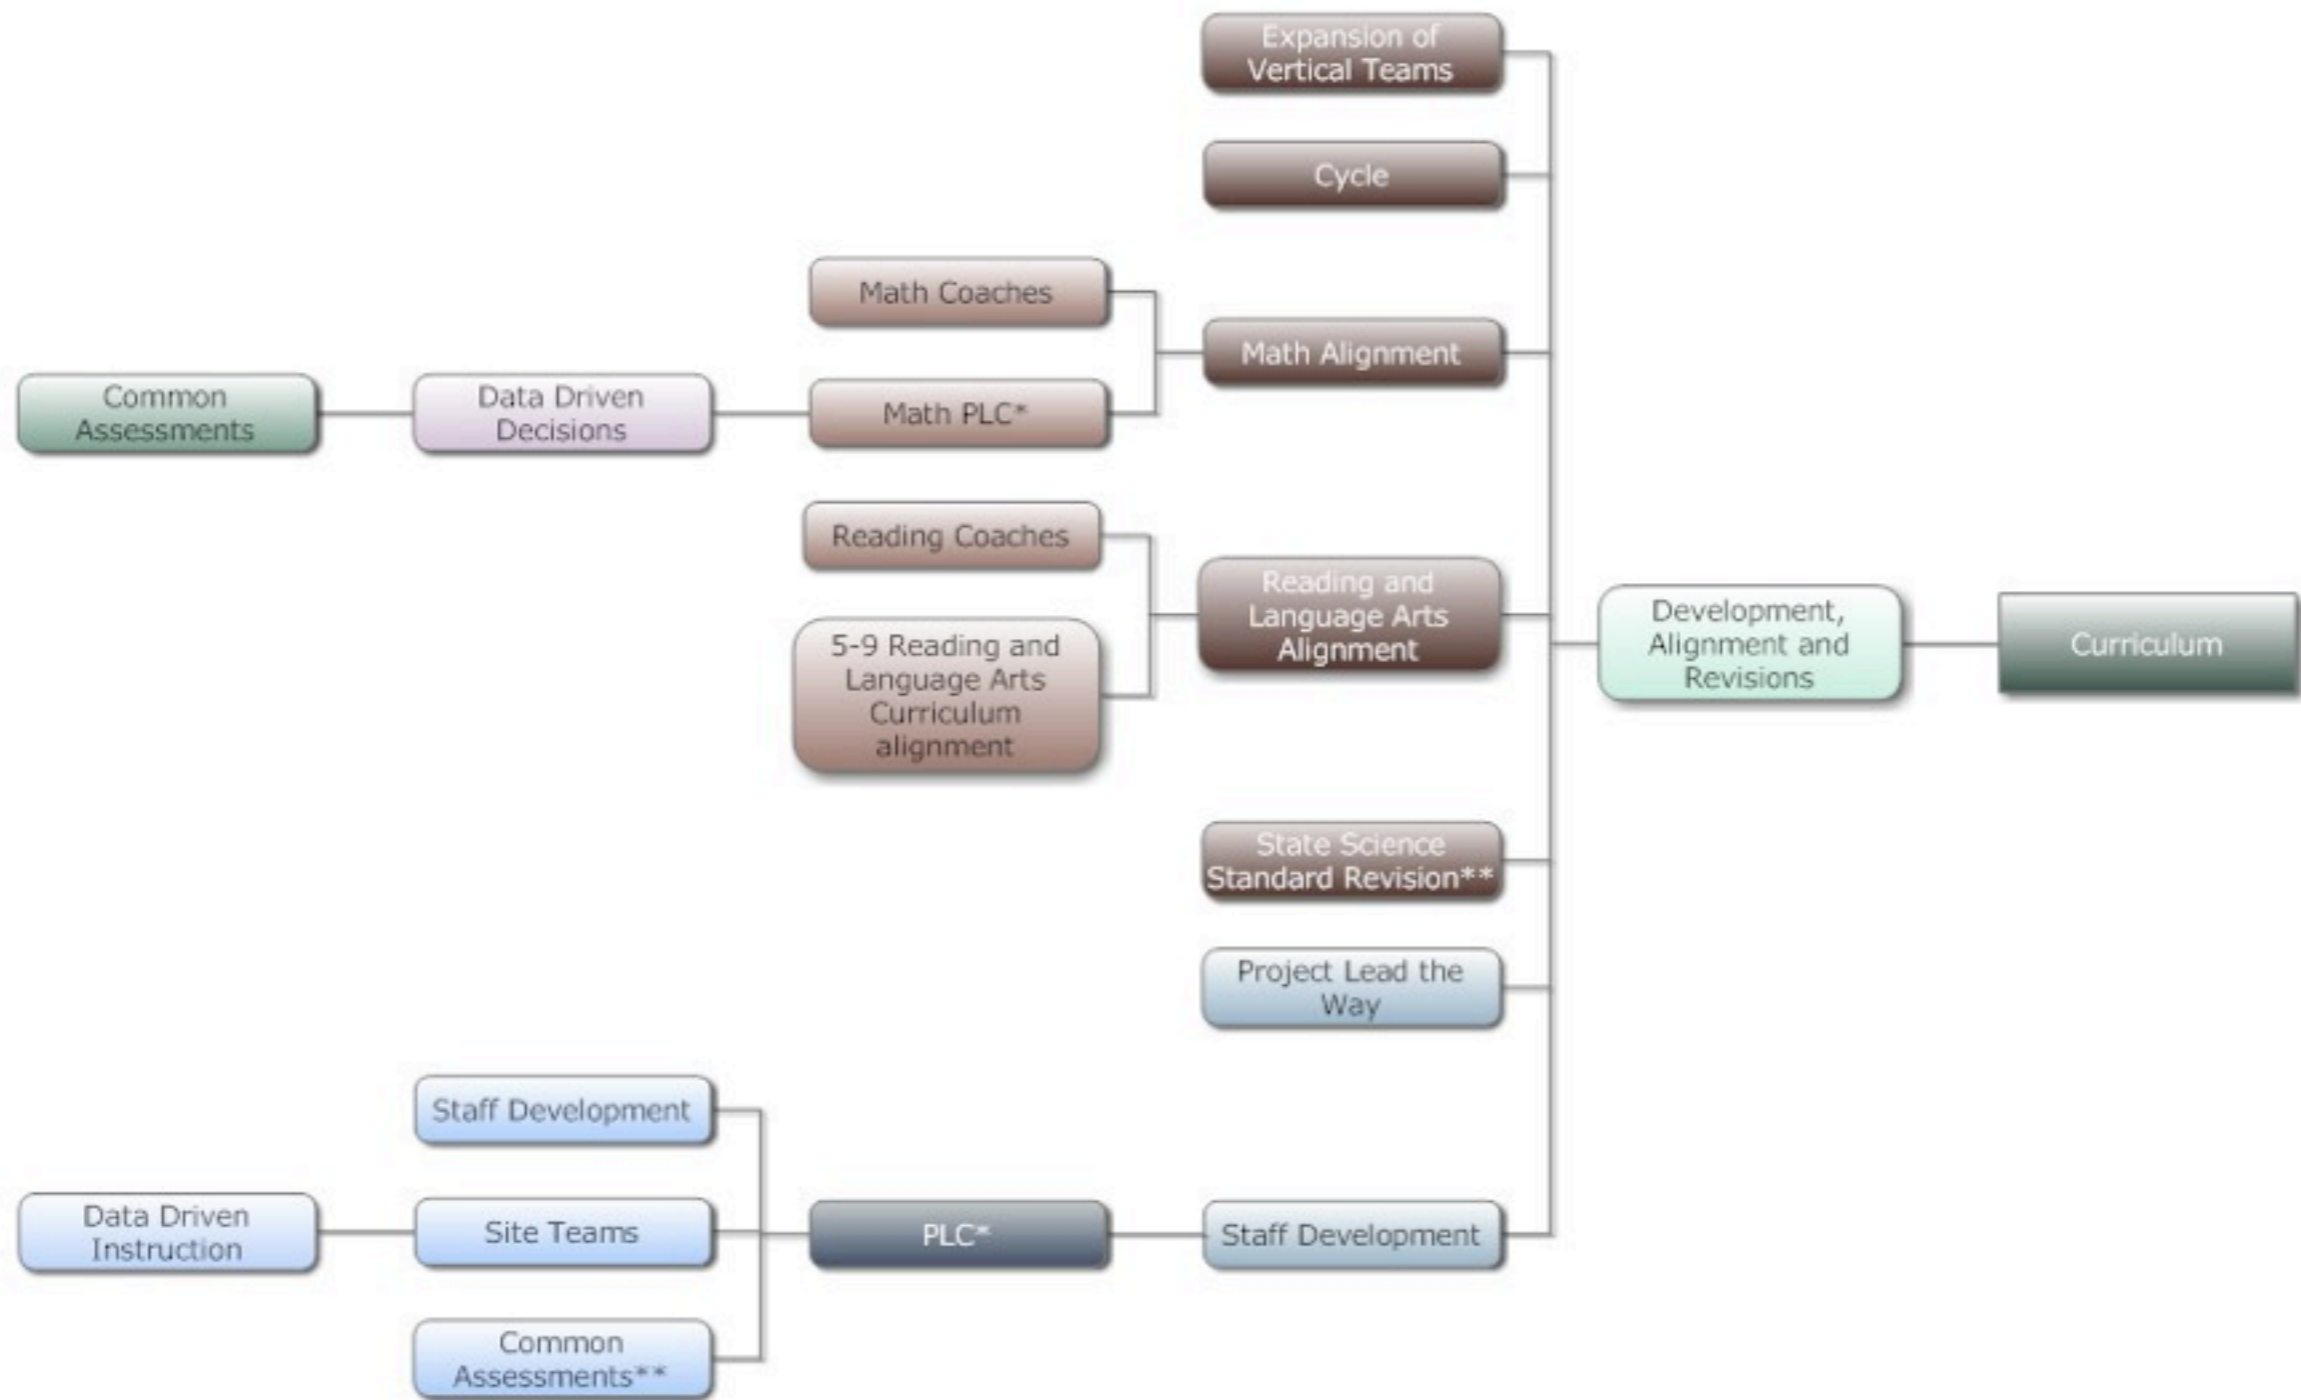 Expansion of
Vertical Teams
Cycle
Math Coaches
Math Alignment
Common
Assessments
Data Driven
Decisions
Math PLC*
Reading Coaches
Reading and
Language Arts
Alignment
5-9 Reading and
Language Arts
Curriculum
alignment
Development,
Alignment and
Revisions
Curriculum
State Science
Standard Revision**
Project Lead the
Way
Staff Development
Data Driven
Instruction
Site Teams
PLC*
Staff Development
Common
Assessments**